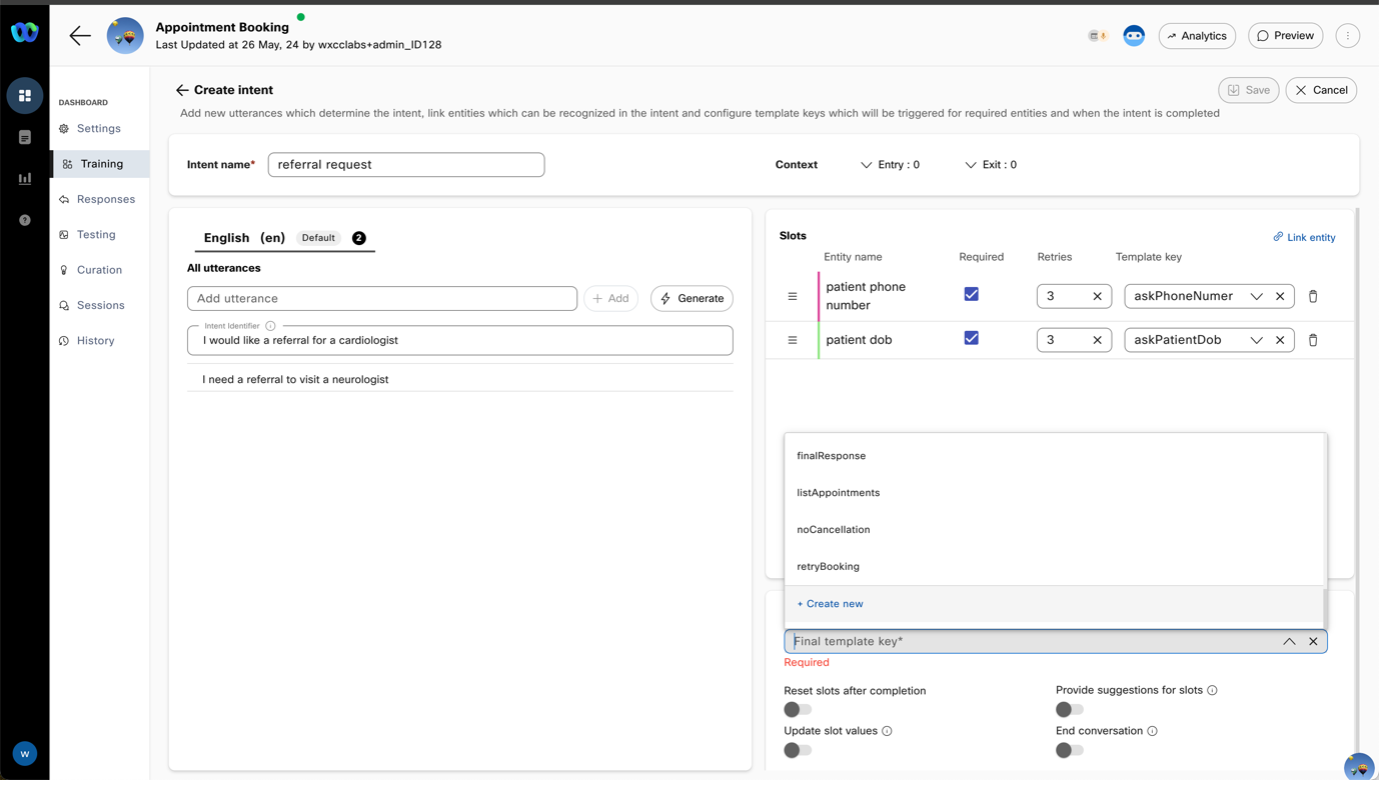 Appointment Booking
Last Updated at 26 May, 24 by wxcclabs+admin_ID128
Analytics
Preview
DASHBOARD
Settings
Training
Responses
Testing
Curation
Sessions
History
W
Create intent
Save
Cancel
Add new utterances which determine the intent, link entities which can be recognized in the intent and configure template keys which will be triggered for required entities and when the intent is completed
Intent name*
referral request
Context
Entry : 0
Exit : 0
English (en) Default 2
All utterances
Add utterance
+ Add
Generate
Intent Identifier
I would like a referral for a cardiologist
I need a referral to visit a neurologist
Slots
Link entity
Entity name Required Retries Template key
patient phone
number
3
askPhoneNumer
patient dob
3
askPatientDob
finalResponse
listAppointments
noCancellation
retryBooking
+ Create new
Final template key*
Required
Reset slots after completion
Provide suggestions for slots
Update slot values
End conversation